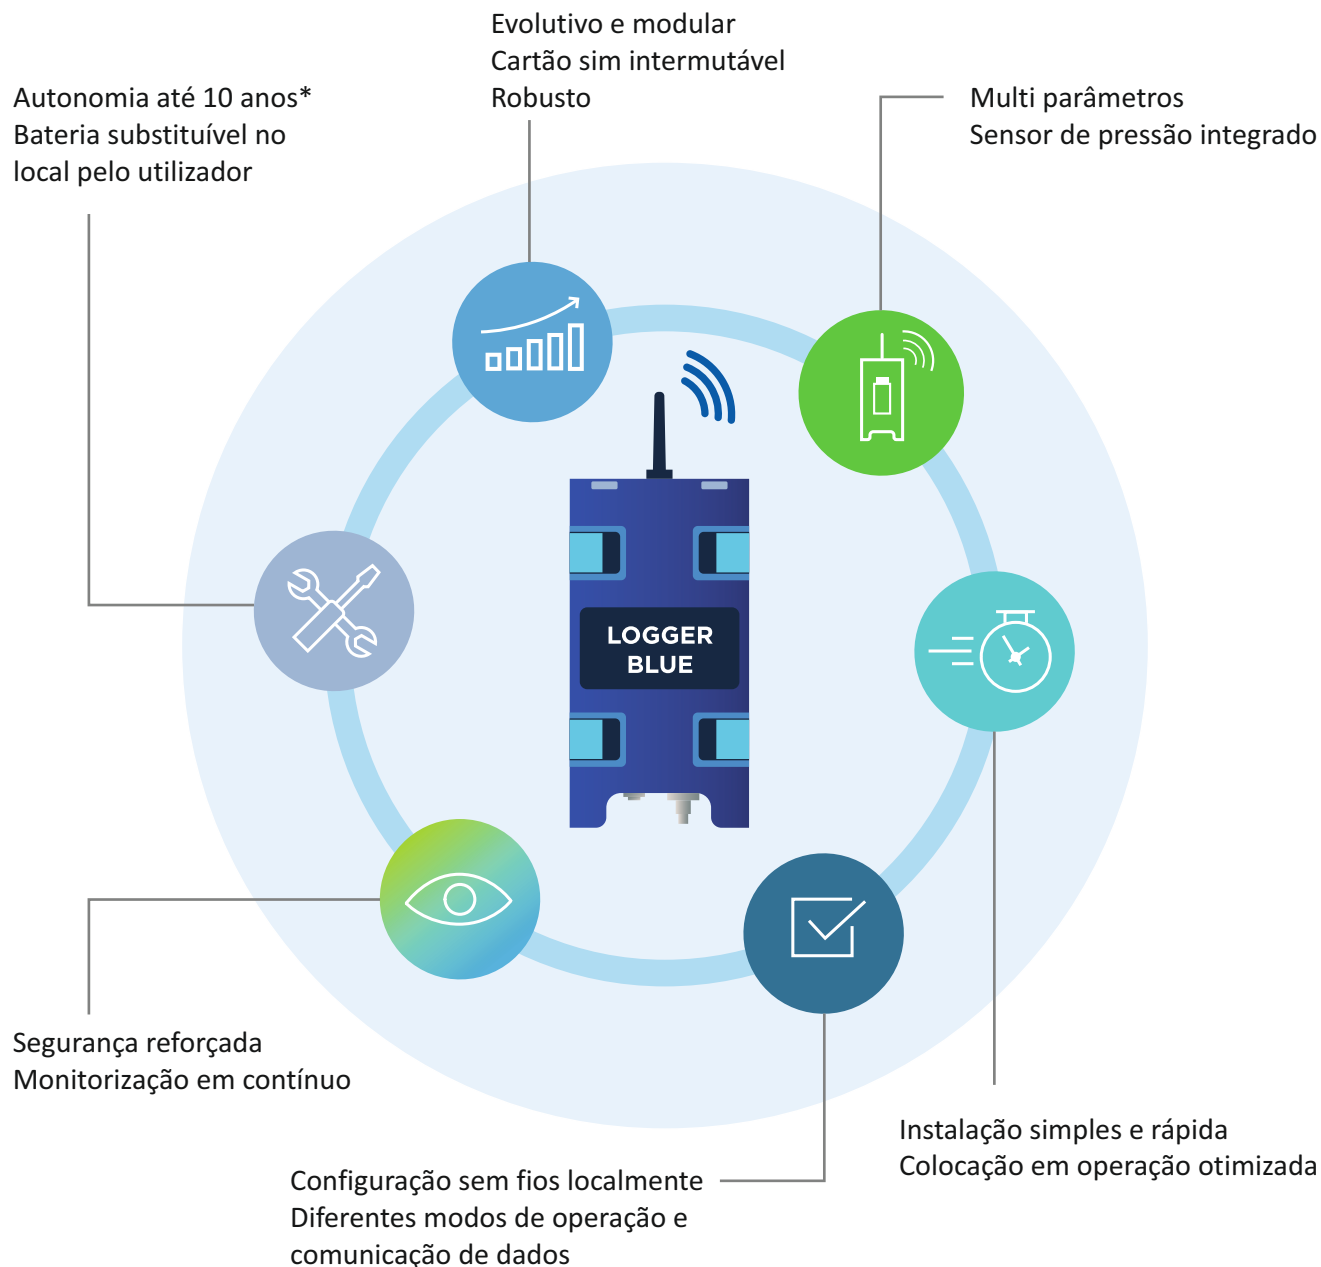 Evolutivo e modular
Cartão sim intermutável
Robusto
Autonomia até 10 anos*
Bateria substituível no
local pelo utilizador
Multi parâmetros
Sensor de pressão integrado
LOGGER
BLUE
Segurança reforçada
Monitorização em contínuo
Instalação simples e rápida
Colocação em operação otimizada
Configuração sem fios localmente
Diferentes modos de operação e
comunicação de dados